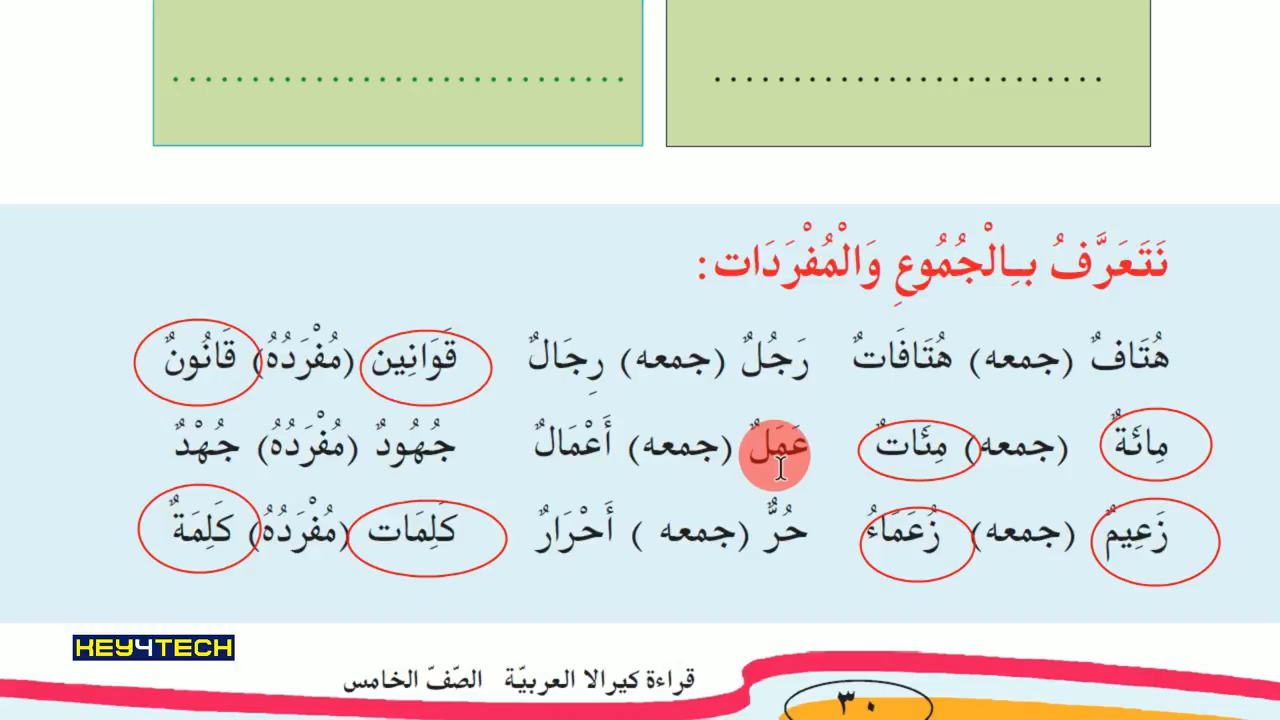 نَتَعَرَّفُ بِالْجُمُوعِ وَالْمُفْرَدَات :
هُتَافٌ (جمعه) هُتَافَاتٌ رَجُلٌ (جمعه) رِجَالٌ قَوَانِين (مُفْرَدُهُ) قَانُونٌ
مِائَةٌ (جمعه) مِئَاتٌ عَمَلٌ (جمعه) أَعْمَالٌ جُهُودٌ (مُفْرَدُهُ) جُهْدٌ
زَعِيمٌ (جمعه) زُعَمَاءُ حُرٌّ (جمعه ) أَحْرَارٌ كَلِمَات (مُفْرَدُهُ) كَلِمَةٌ
KEY4TECH
قراءة كيرالا العربيّة الصّفّ الخامس
٣٠